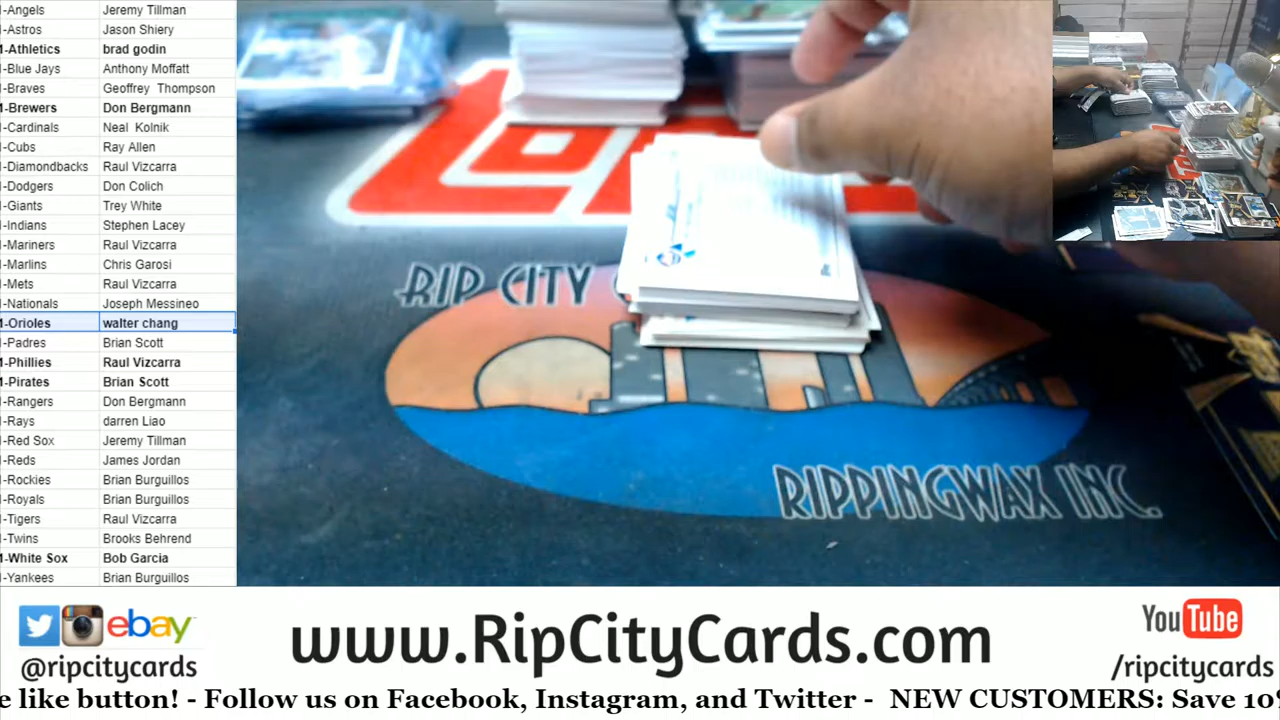 -Angels Jeremy Tillman
-Astros Jason Shiery
-Athletics brad godin
-Blue Jays Anthony Moffatt
-Braves Geoffrey Thompson
-Brewers Don Bergmann
-Cardinals Neal Kolnik
-Cubs Ray Allen
-Diamondbacks Raul Vizcarra
-Dodgers Don Colich
-Giants Trey White
-Indians Stephen Lacey
-Mariners Raul Vizcarra
-Marlins Chris Garosi
-Mets Raul Vizcarra
-Nationals Joseph Messineo
-Orioles walter chang
-Padres Brian Scott
-Phillies Raul Vizcarra
-Pirates Brian Scott
-Rangers Don Bergmann
-Rays darren Liao
-Red Sox Jeremy Tillman
-Reds James Jordan
-Rockies Brian Burguillos
-Royals Brian Burguillos
-Tigers Raul Vizcarra
-Twins Brooks Behrend
-White Sox Bob Garcia
-Yankees Brian Burguillos
RIP CITY
RIPPINGWAX INC.
ebay
@ripcitycards
www.RipCityCards.com
YouTube
/ripcitycards
e like button! - Follow us on Facebook, Instagram, and Twitter - NEW CUSTOMERS: Save 10